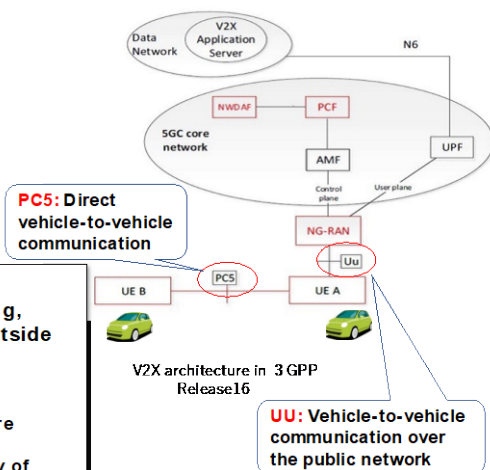 V2X
Application
Server
Data
Network
N6
NWDAF
PCF
5GC core
network
AMF
UPF
Control
plane
User plane
PC5: Direct
vehicle-to-vehicle
communication
NG-RAN
Uu
PC5
UE B
UE A
g,
tside
re
y of
V2X architecture in 3 GPP
Release16
UU: Vehicle-to-vehicle
communication over
the public network